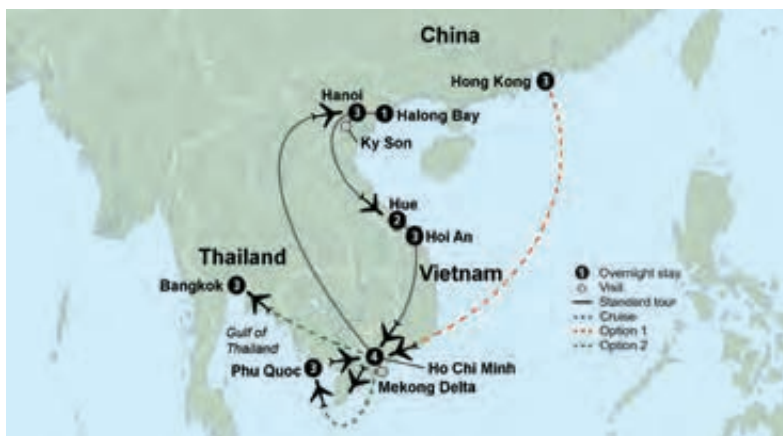 China
Hong Kong 3
Hanoi
3
1 Halong Bay
Ky Son
Hue
2
3 Hoi An
Thailand
Vietnam
Bangkok 3
1 Overnight stay
Visit
Standard tour
Cruise
Option 1
Option 2
Gulf of
Thailand
4
Ho Chi Minh
Phu Quoc 3
Mekong Delta